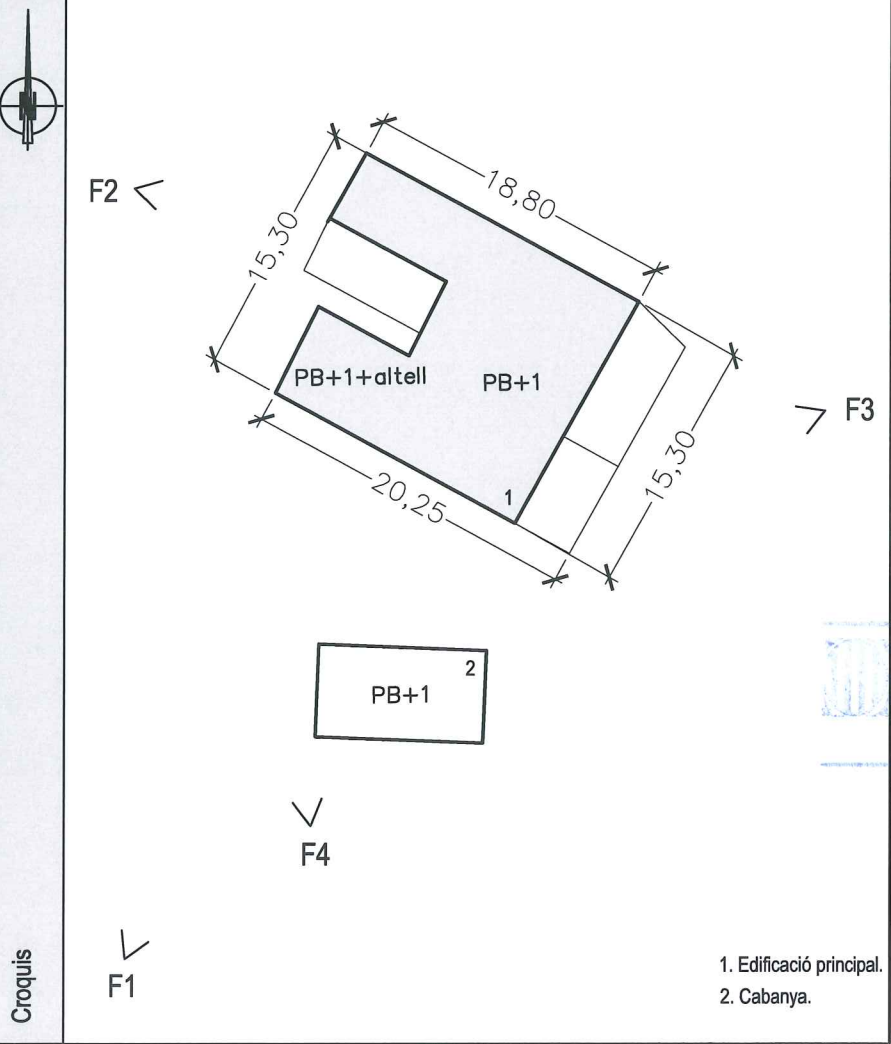 N
F2
18,80
15,30
PB+1+altell
PB+1
F3
15,30
20,25
1
2
PB+1
F4
F1
Croquis
1. Edificació principal.
2. Cabanya.